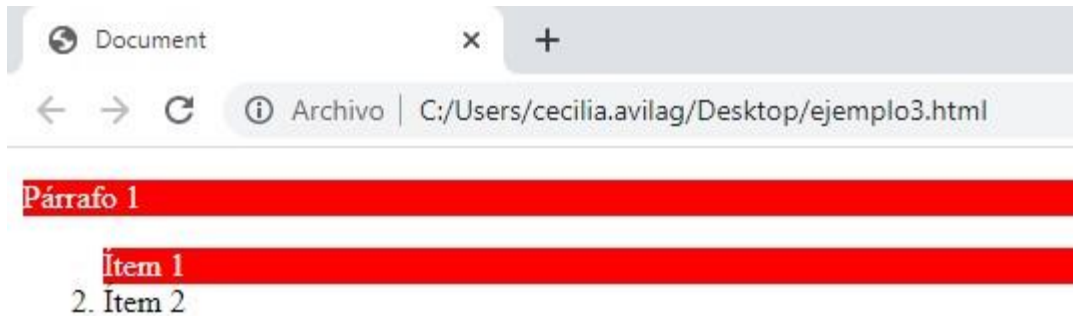 Document
Archivo | C:/Users/cecilia.avilag/Desktop/ejemplo3.html
Párrafo 1
Ítem 1
2. Ítem 2